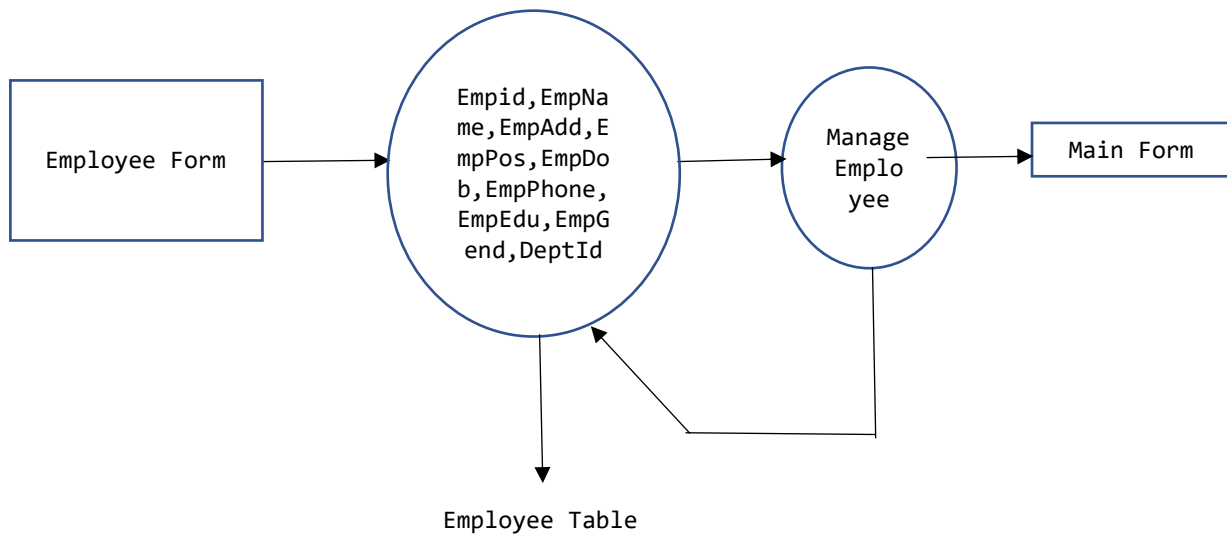 Employee Form
Empid,EmpNa
me,EmpAdd,E
mpPos,EmpDo
b,EmpPhone,
EmpEdu,EmpG
end,DeptId
Manage
Emplo
yee
Main Form
Employee Table